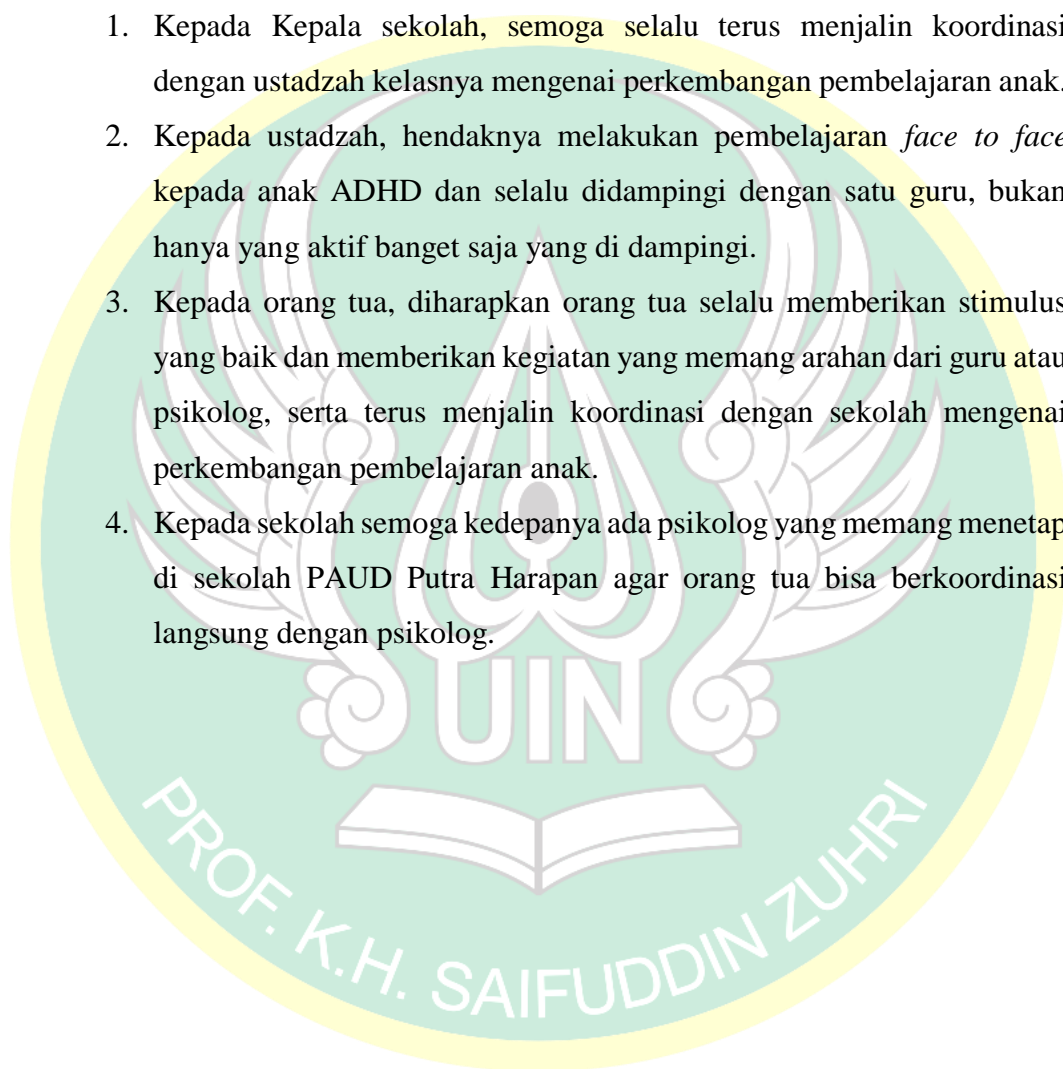 1. Kepada Kepala sekolah, semoga selalu terus menjalin koordinasi
dengan ustadzah kelasnya mengenai perkembangan pembelajaran anak.
2. Kepada ustadzah, hendaknya melakukan pembelajaran face to face
kepada anak ADHD dan selalu didampingi dengan satu guru, bukan
hanya yang aktif banget saja yang di dampingi.
3. Kepada orang tua, diharapkan orang tua selalu memberikan stimulus
yang baik dan memberikan kegiatan yang memang arahan dari guru atau
psikolog, serta terus menjalin koordinasi dengan sekolah mengenai
perkembangan pembelajaran anak.
4. Kepada sekolah semoga kedepanya ada psikolog yang memang menetap
di sekolah PAUD Putra Harapan agar orang tua bisa berkoordinasi
langsung dengan psikolog.
UIN
PROF. K.H. SAIFUDDIN ZUHRI